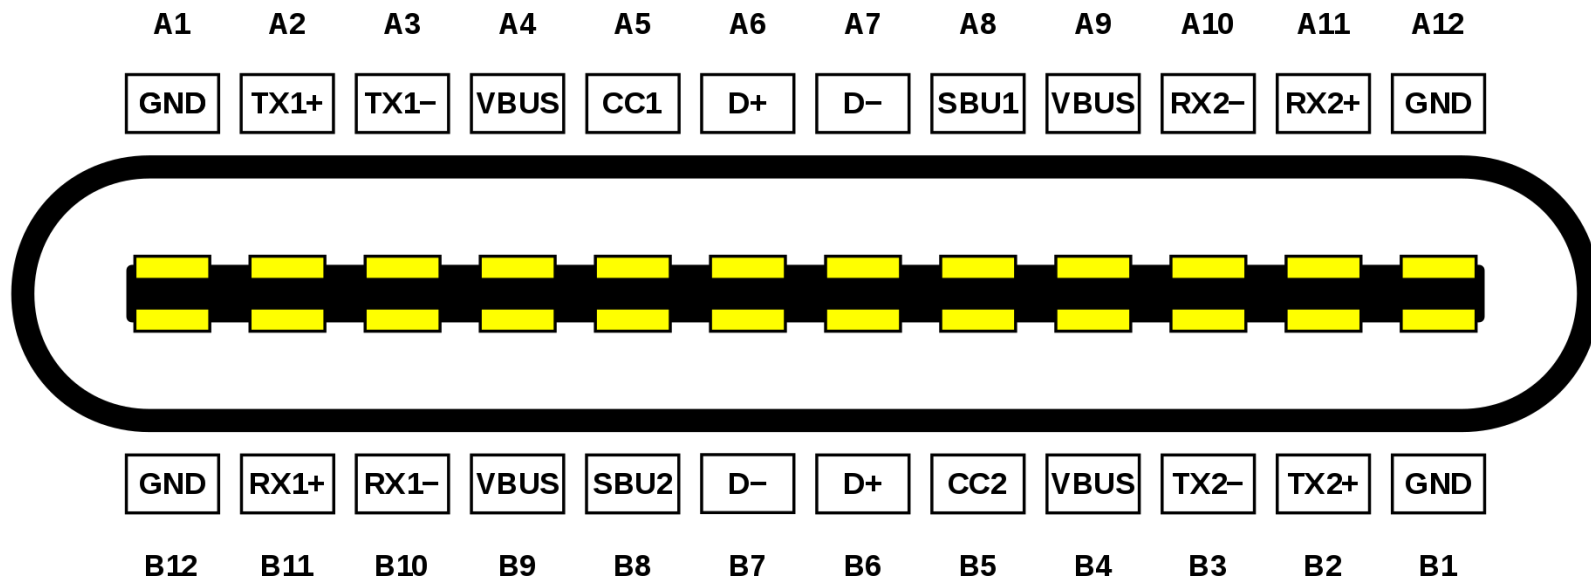 A1 A2 A3 A4 A5 A6 A7 A8 A9 A10 A11 A12
GND TX1+ TX1− VBUS CC1 D+ D− SBU1 VBUS RX2− RX2+ GND
GND RX1+ RX1− VBUS SBU2 D− D+ CC2 VBUS TX2− TX2+ GND
B12 B11 B10 B9 B8 B7 B6 B5 B4 B3 B2 B1